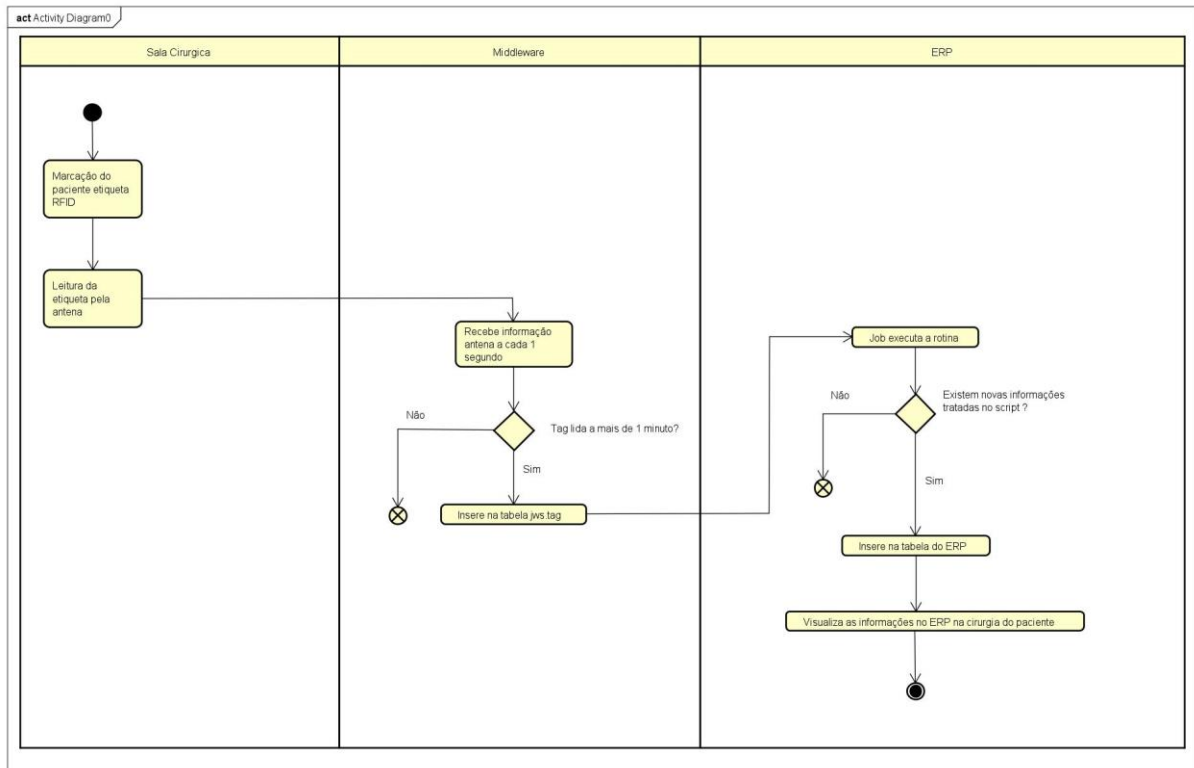 act Activity Diagram0
Sala Cirurgica
Middleware
ERP
Marcação do
paciente etiqueta
RFID
Leitura da
etiqueta pela
antena
Recebe informação
antena a cada 1
segundo
Não
Tag lida a mais de 1 minuto?
Sim
Insere na tabela jws.tag
Job executa a rotina
Não
Existem novas informações
tratadas no script ?
Sim
Insere na tabela do ERP
Visualiza as informações no ERP na cirurgia do paciente